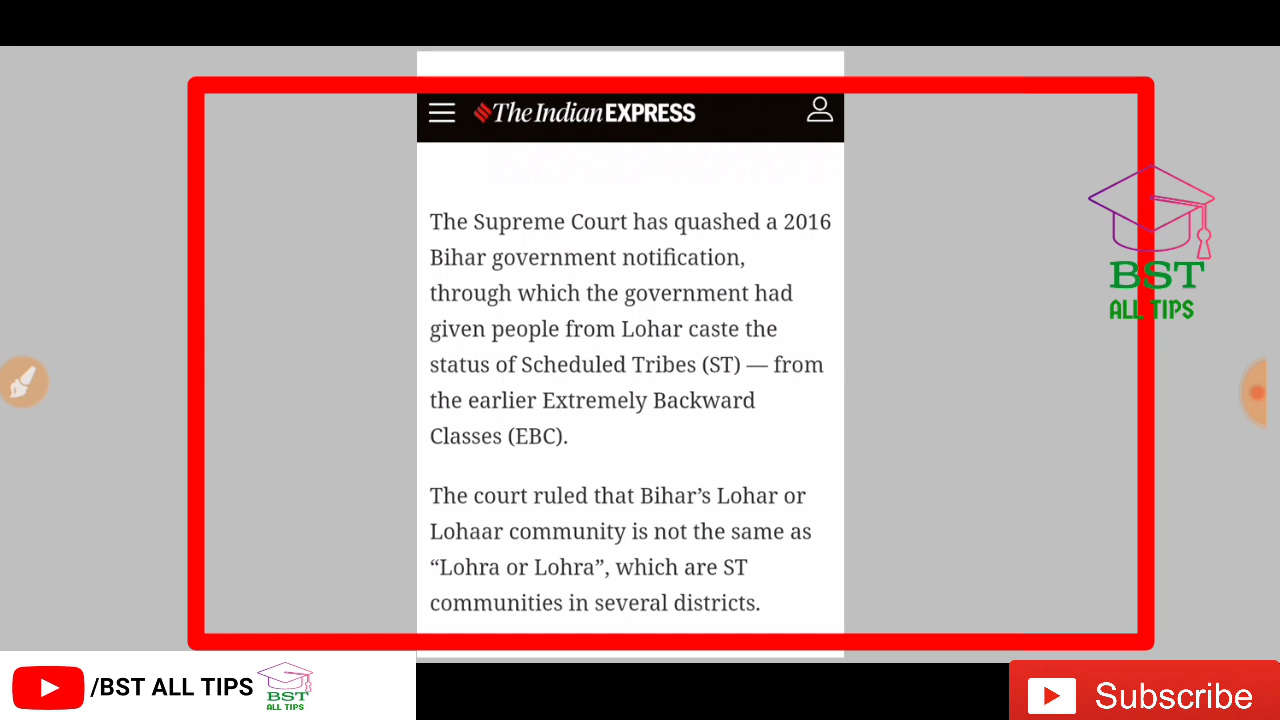 The Indian EXPRESS
The Supreme Court has quashed a 2016
Bihar government notification,
through which the government had
given people from Lohar caste the
status of Scheduled Tribes (ST) — from
the earlier Extremely Backward
Classes (EBC).
The court ruled that Bihar’s Lohar or
Lohaar community is not the same as
“Lohra or Lohra”, which are ST
communities in several districts.
BST
ALL TIPS
/BST ALL TIPS
BST
ALL TIPS
Subscribe